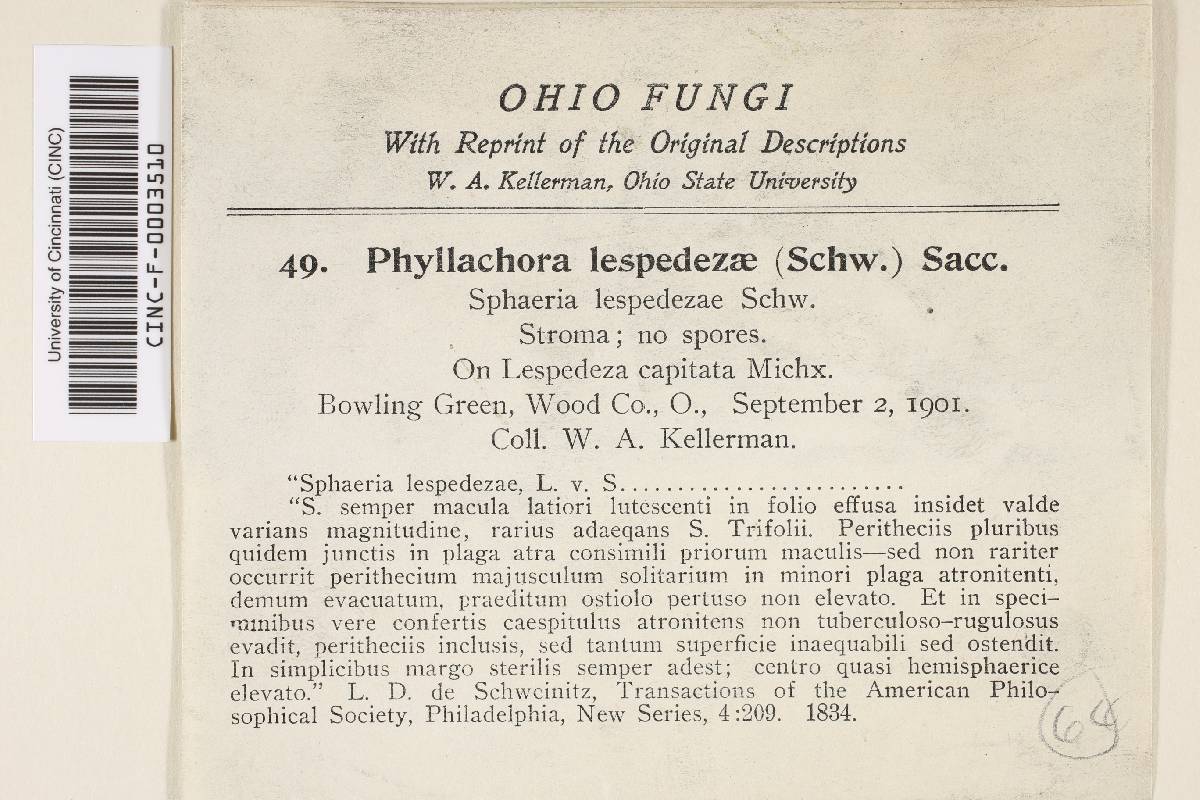 University of Cincinnati (CINC)
CINC-F-0003510
OHIO FUNGI
With Reprint of the Original Descriptions
W. A. Kellerman, Ohio State University
49. Phyllachora lespedezæ (Schw.) Sacc.
Sphaeria lespedezae Schw.
Stroma; no spores.
On Lespedeza capitata Michx.
Bowling Green, Wood Co., O., September 2, 1901.
Coll. W. A. Kellerman.
“Sphaeria lespedezae, L. v. S.........................
“S. semper macula latiori lutescenti in folio effusa insidet valde
varians magnitudine, rarius adaeqans S. Trifolii. Peritheciis pluribus
quidem junctis in plaga atra consimili priorum maculis—sed non rariter
occurrit perithecium majusculum solitarium in minori plaga atronitenti,
demum evacuatum, praeditum ostiolo pertuso non elevato. Et in speci-
minibus vere confertis caespitulus atronitens non tuberculoso-rugulosus
evadit, peritheciis inclusis, sed tantum superficie inaequabili sed ostendit.
In simplicibus margo sterilis semper adest; centro quasi hemisphaerice
elevato.” L. D. de Schweinitz, Transactions of the American Philo-
sophical Society, Philadelphia, New Series, 4:209. 1834.
64